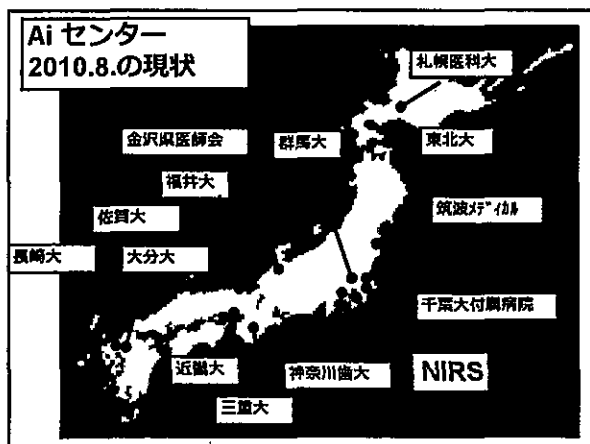 Ai センター
2010.8.の現状
札幌医科大
金沢県医師会
群馬大
東北大
福井大
筑波ﾒﾃﾞｨｶﾙ
佐賀大
長崎大
大分大
千葉大付属病院
近畿大
神奈川歯大
NIRS
三重大